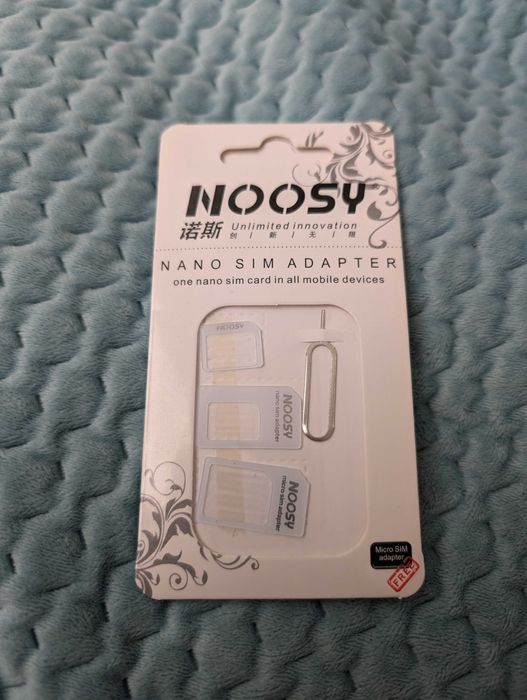 NOOSY
诺斯 Unlimited innovation
创 / 新 / 无 / 限
NANO SIM ADAPTER
one nano sim card in all mobile devices
NOOSY
NOOSY
nano sim adapter
NOOSY
micro sim adapter
Micro SIM
adapter
FREE